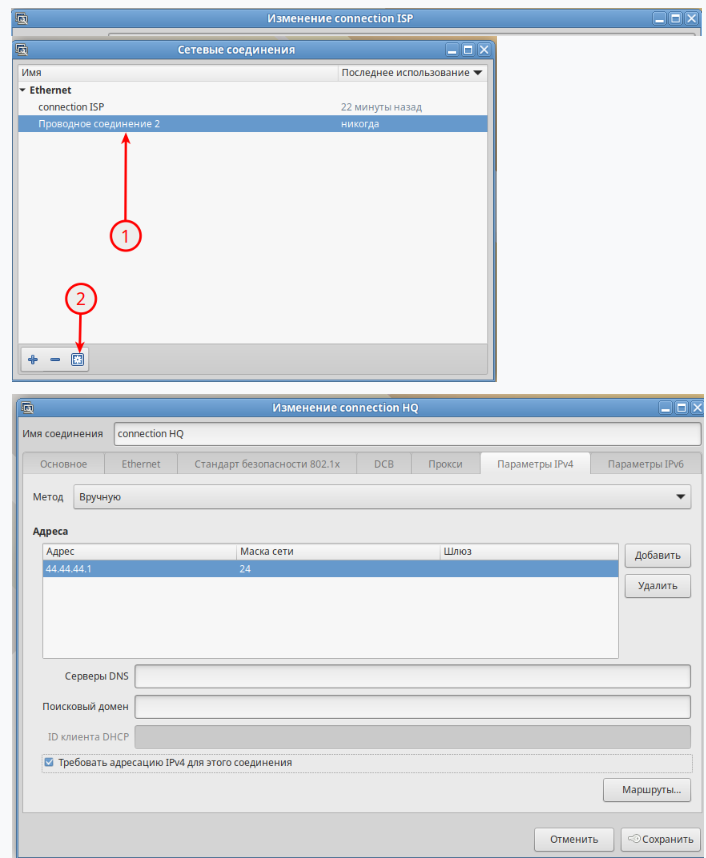 Изменение connection ISP
Сетевые соединения
Имя Последнее использование
Ethernet
connection ISP 22 минуты назад
Проводное соединение 2 никогда
1
2
Изменение connection HQ
Имя соединения connection HQ
Основное Ethernet Стандарт безопасности 802.1x DCB Прокси Параметры IPv4 Параметры IPv6
Метод Вручную
Адреса
Адрес Маска сети Шлюз Добавить
44.44.44.1 24
Удалить
Серверы DNS
Поисковый домен
ID клиента DHCP
Требовать адресацию IPv4 для этого соединения
Маршруты...
Отменить Сохранить